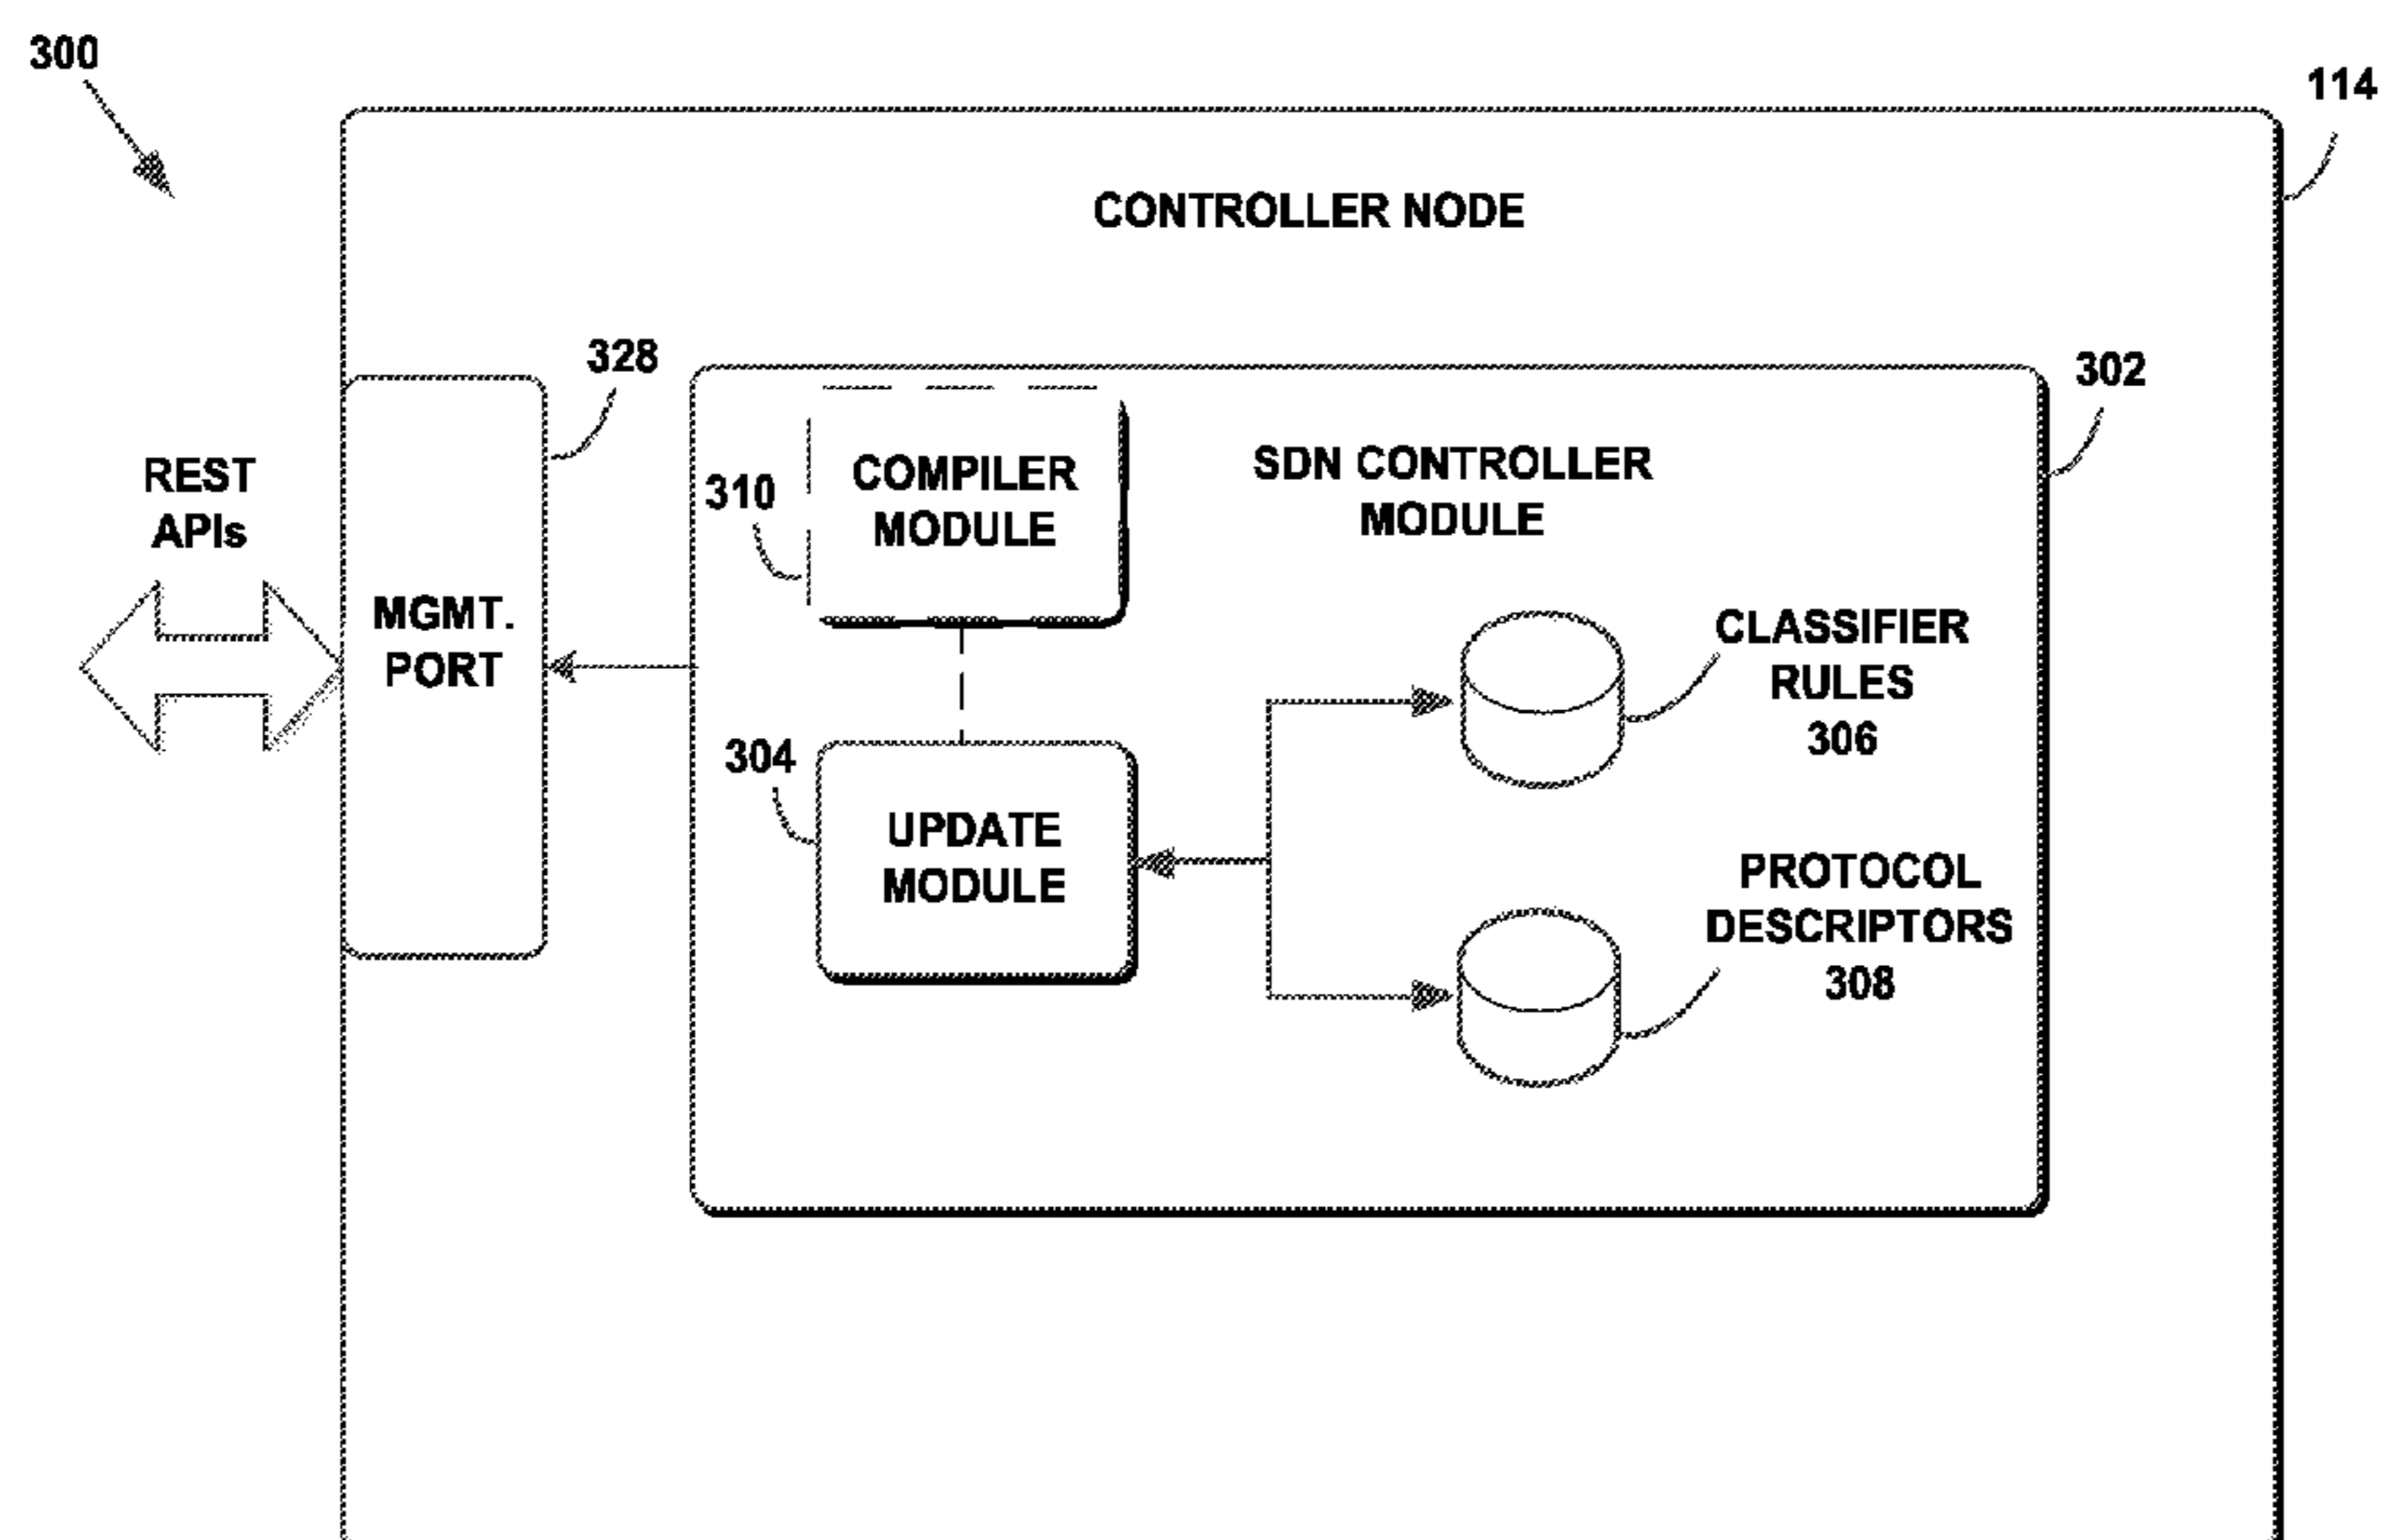 300
114
CONTROLLER NODE
328
302
REST
APIs
MGMT.
PORT
310
COMPILER
MODULE
SDN CONTROLLER
MODULE
CLASSIFIER
RULES
306
304
UPDATE
MODULE
PROTOCOL
DESCRIPTORS
308